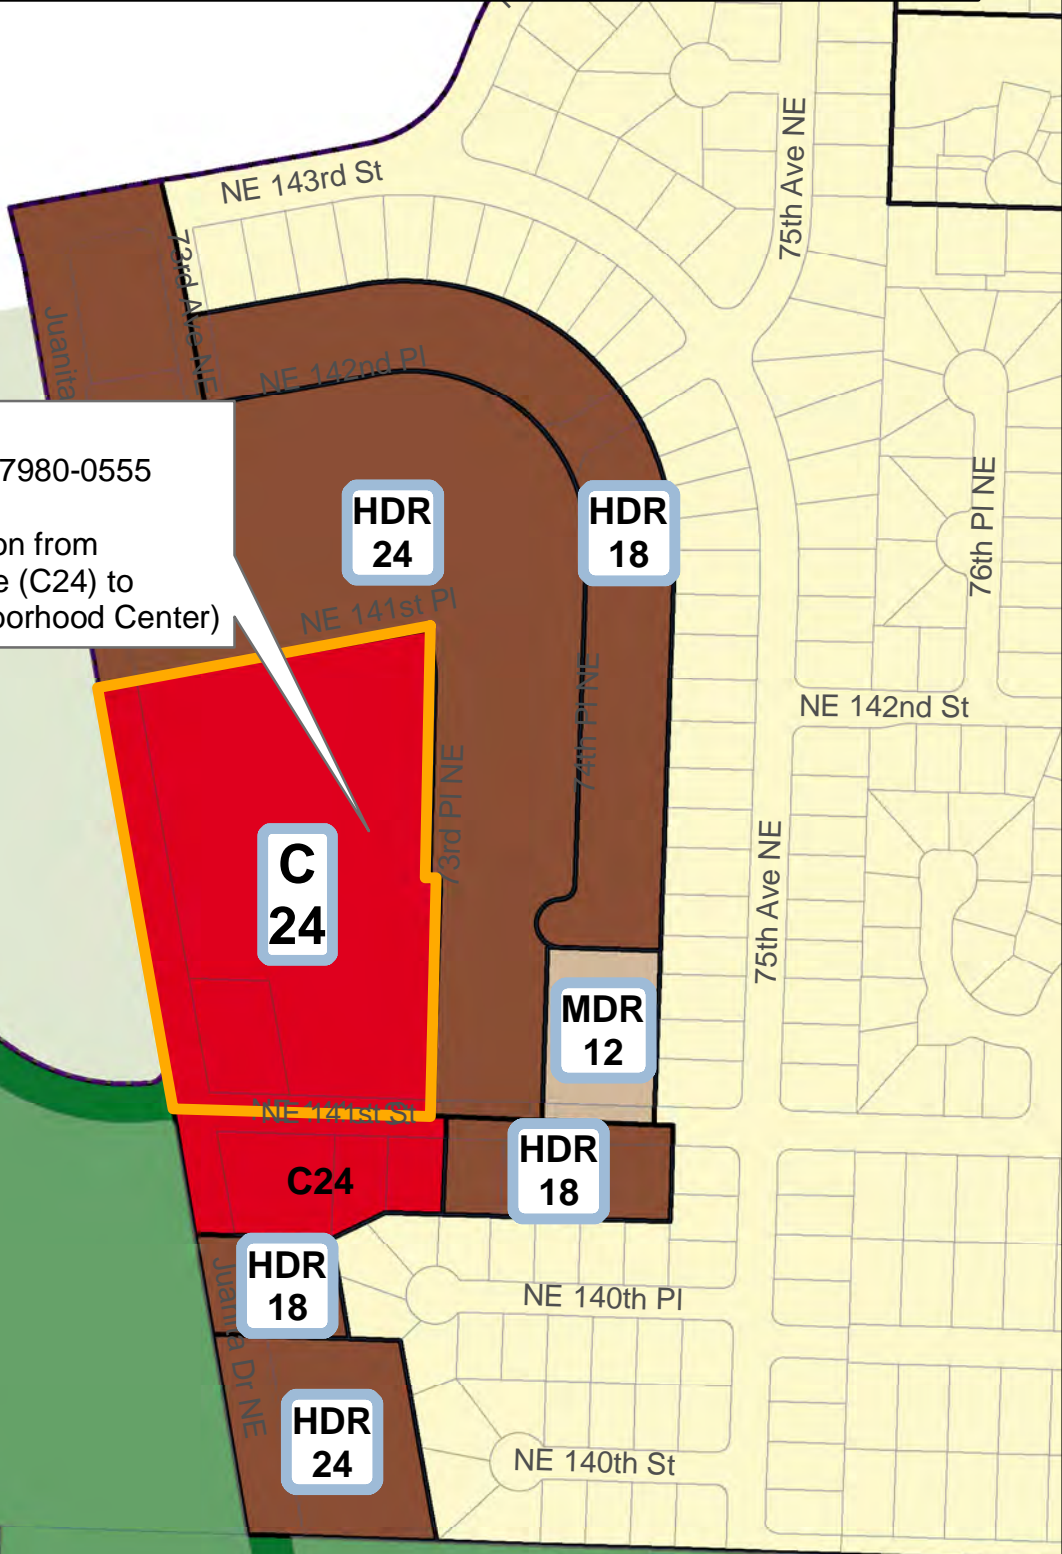 NE 143rd St
75th Ave NE
73rd Ave NE
Juanita
NE 142nd Pl
7980-0555
on from
e (C24) to
orhood Center)
HDR
24
HDR
18
76th Pl NE
NE 141st Pl
74th Pl NE
NE 142nd St
73rd Pl NE
C
24
75th Ave NE
MDR
12
NE 141st St
C24
HDR
18
HDR
18
Juanita Dr NE
NE 140th Pl
HDR
24
NE 140th St